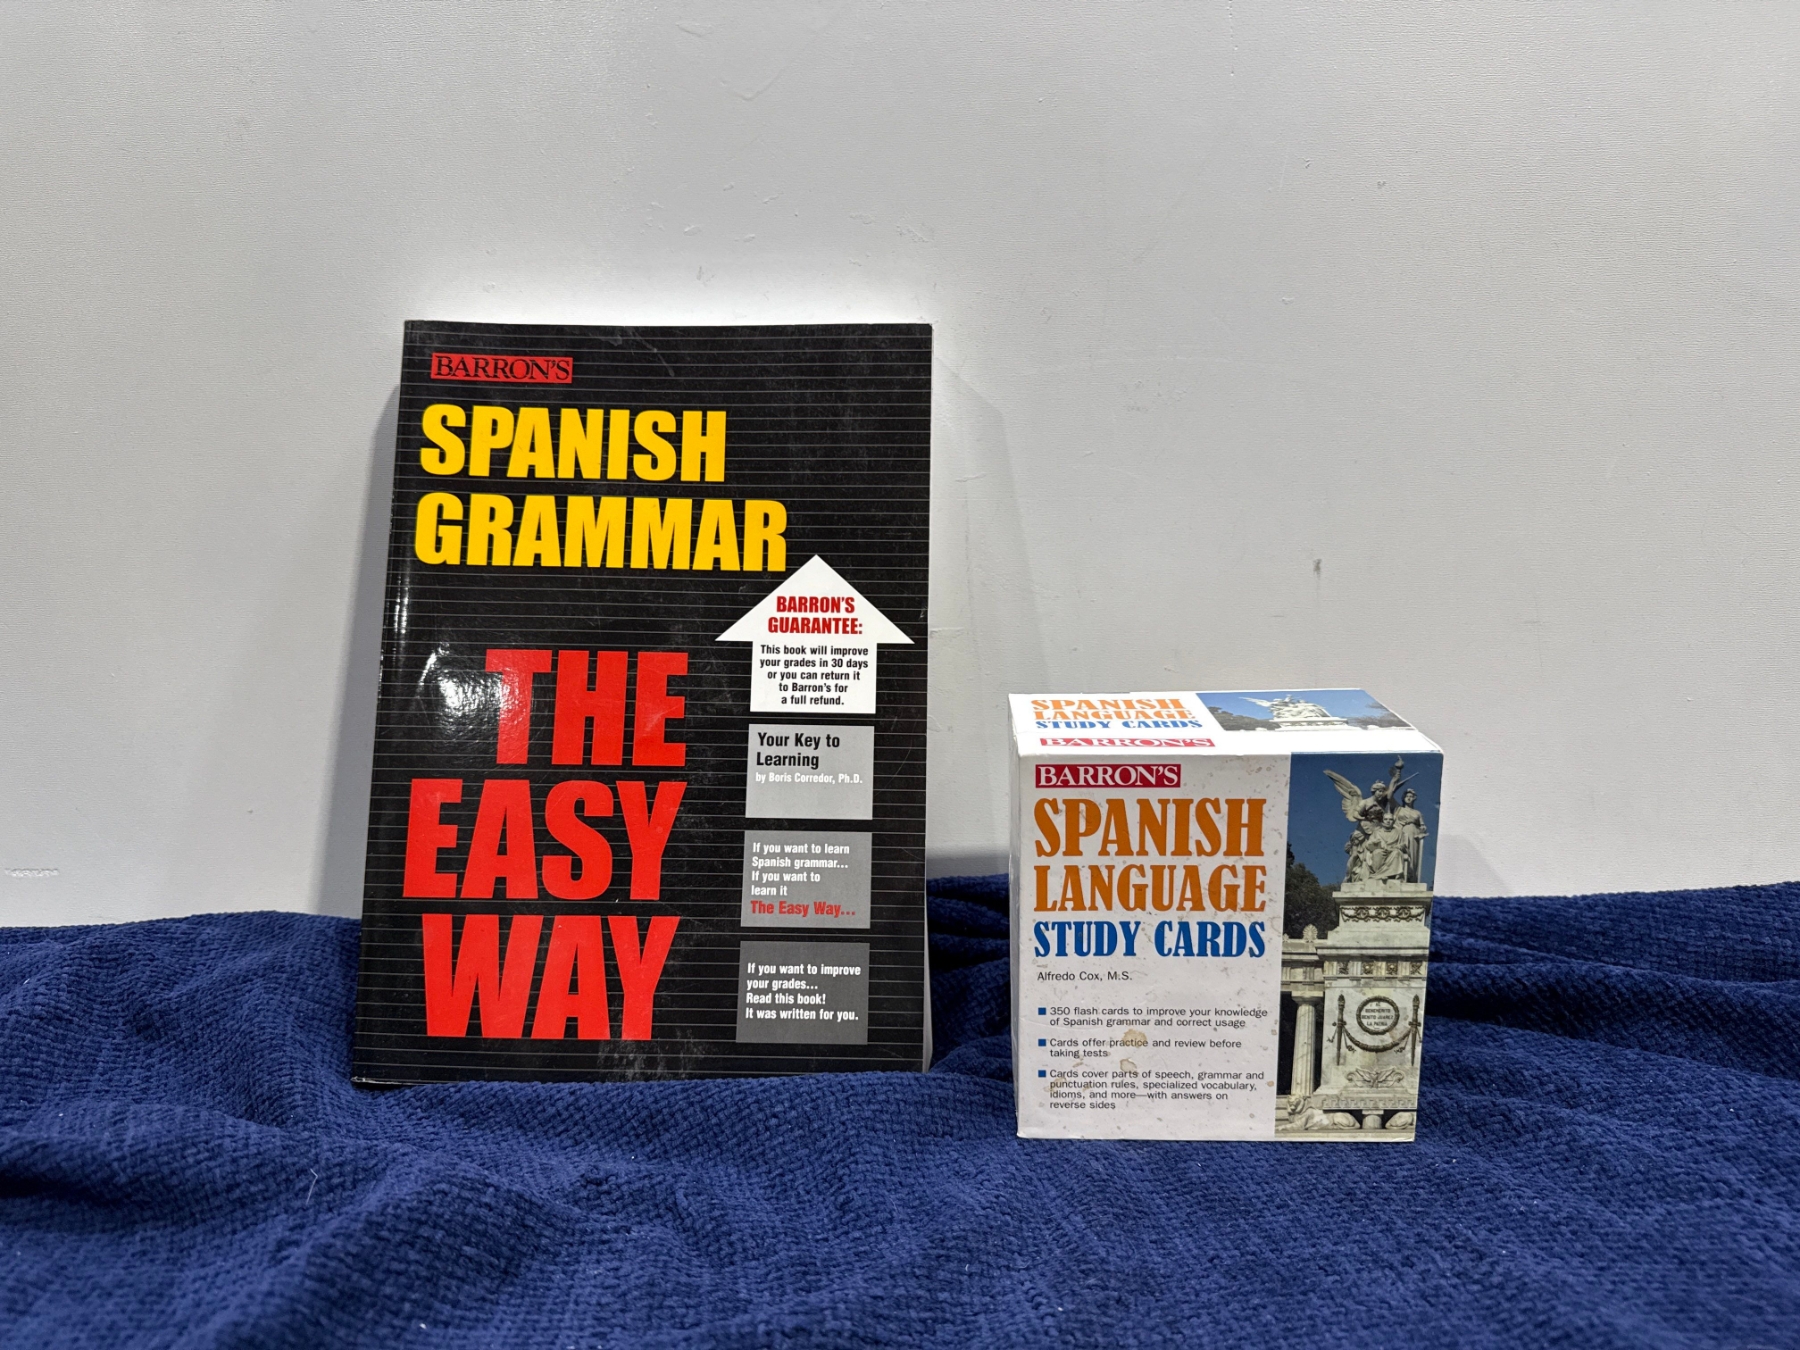 BARRON'S
SPANISH
GRAMMAR
BARRON'S
GUARANTEE:
This book will improve
your grades in 30 days
or you can return it
to Barron's for
a full refund.
THE
EASY
WAY
Your Key to
Learning
by Boris Corredor, Ph.D.
If you want to learn
Spanish grammar...
If you want to
learn it
The Easy Way...
If you want to improve
your grades...
Read this book!
It was written for you.
SPANISH
LANGUAGE
STUDY CARDS
BARRON'S
BARRON'S
SPANISH
LANGUAGE
STUDY CARDS
Alfredo Cox, M.S.
350 flash cards to improve your knowledge
of Spanish grammar and correct usage
Cards offer practice and review before
taking tests
Cards cover parts of speech, grammar and
punctuation rules, specialized vocabulary,
idioms, and more—with answers on
reverse sides
BENEMERITO
BENITO JUAREZ
LA PATRIA